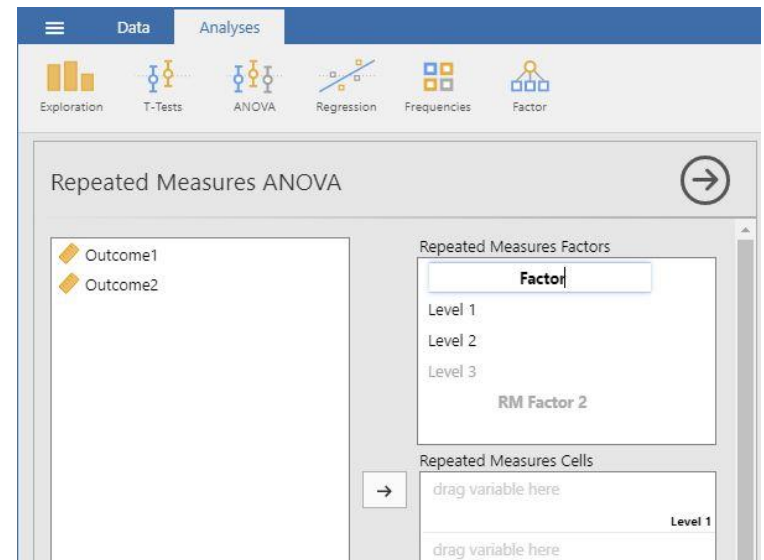 Data Analyses
Exploration T-Tests ANOVA Regression Frequencies Factor
Repeated Measures ANOVA
Outcome1
Outcome2
Repeated Measures Factors
Factor
Level 1
Level 2
Level 3
RM Factor 2
Repeated Measures Cells
drag variable here
Level 1
drag variable here